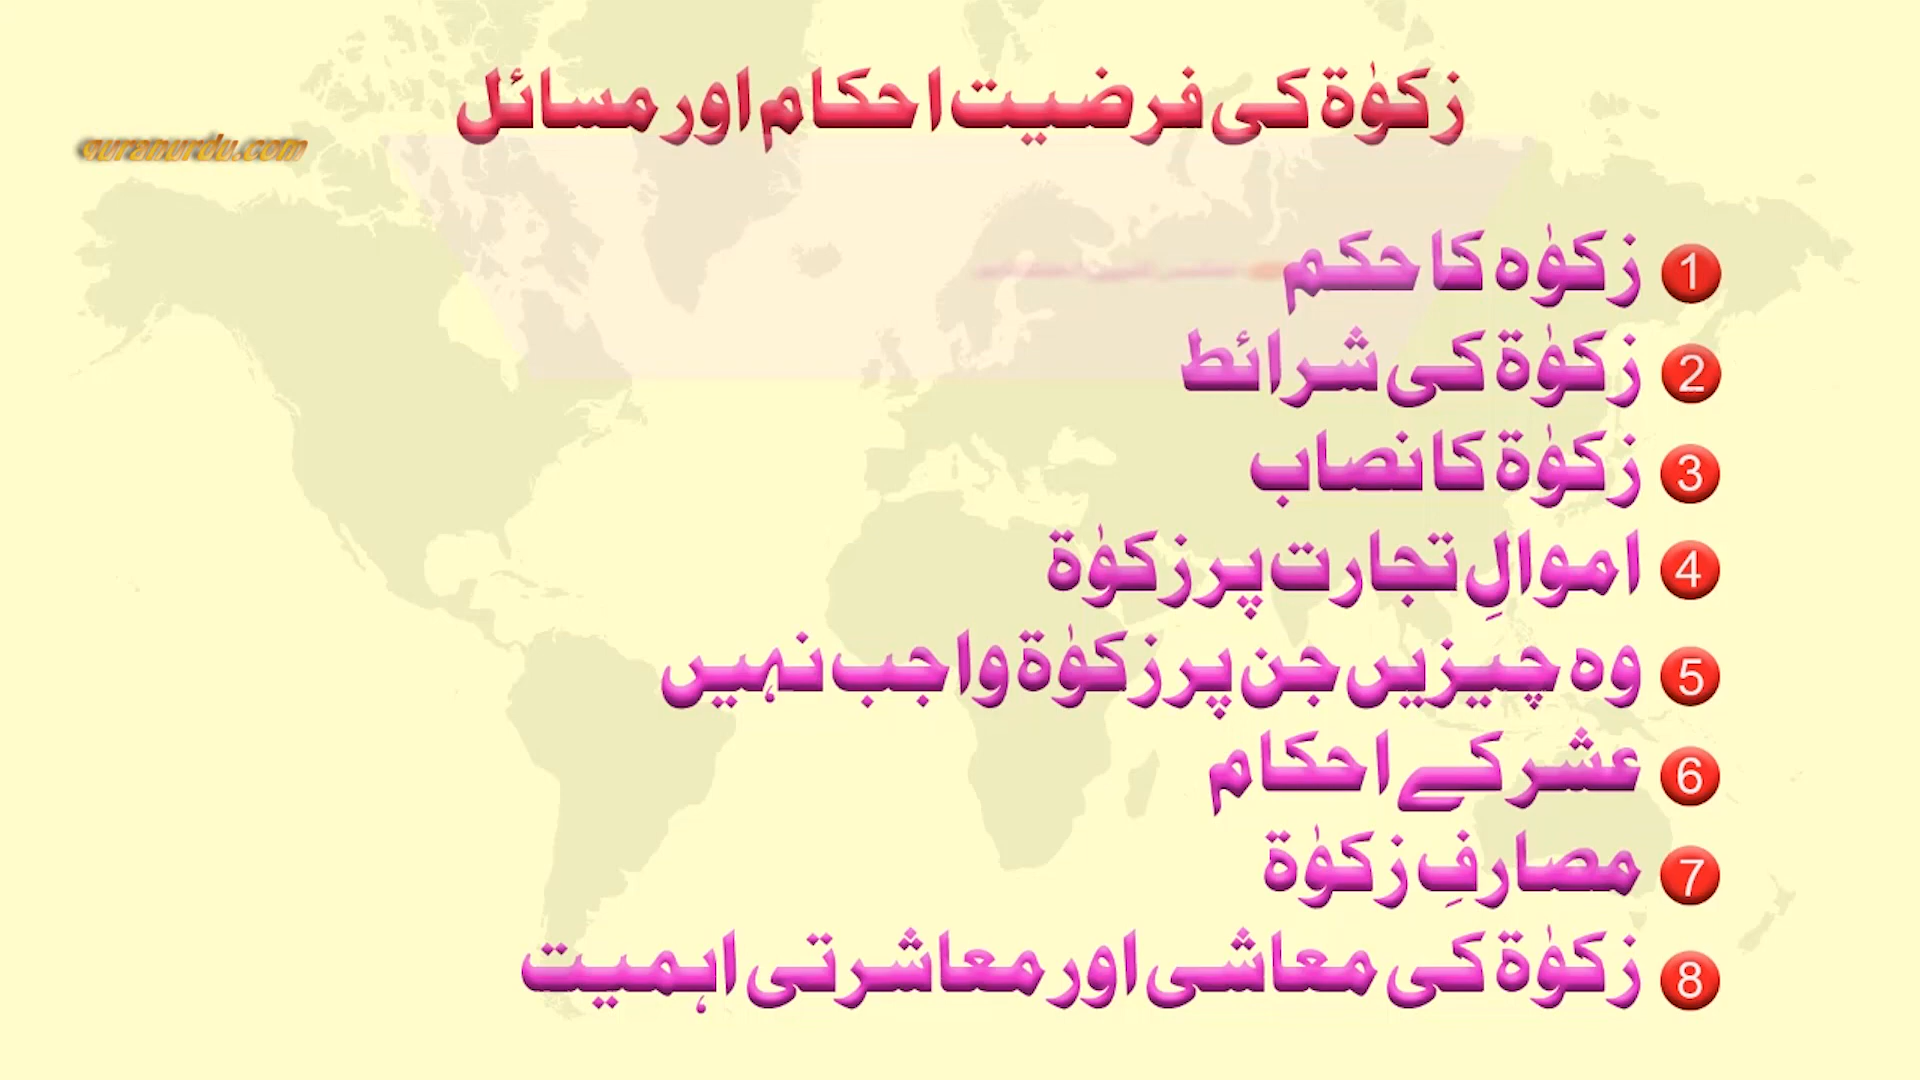 زکوٰۃ کی فرضیت احکام اور مسائل
quranurdu.com
1 زکوٰہ کا حکم
2 زکوٰۃ کی شرائط
3 زکوٰۃ کا نصاب
4 اموالِ تجارت پر زکوٰۃ
5 وہ چیزیں جن پر زکوٰۃ واجب نہیں
6 عشر کے احکام
7 مصارفِ زکوٰۃ
8 زکوٰۃ کی معاشی اور معاشرتی اہمیت